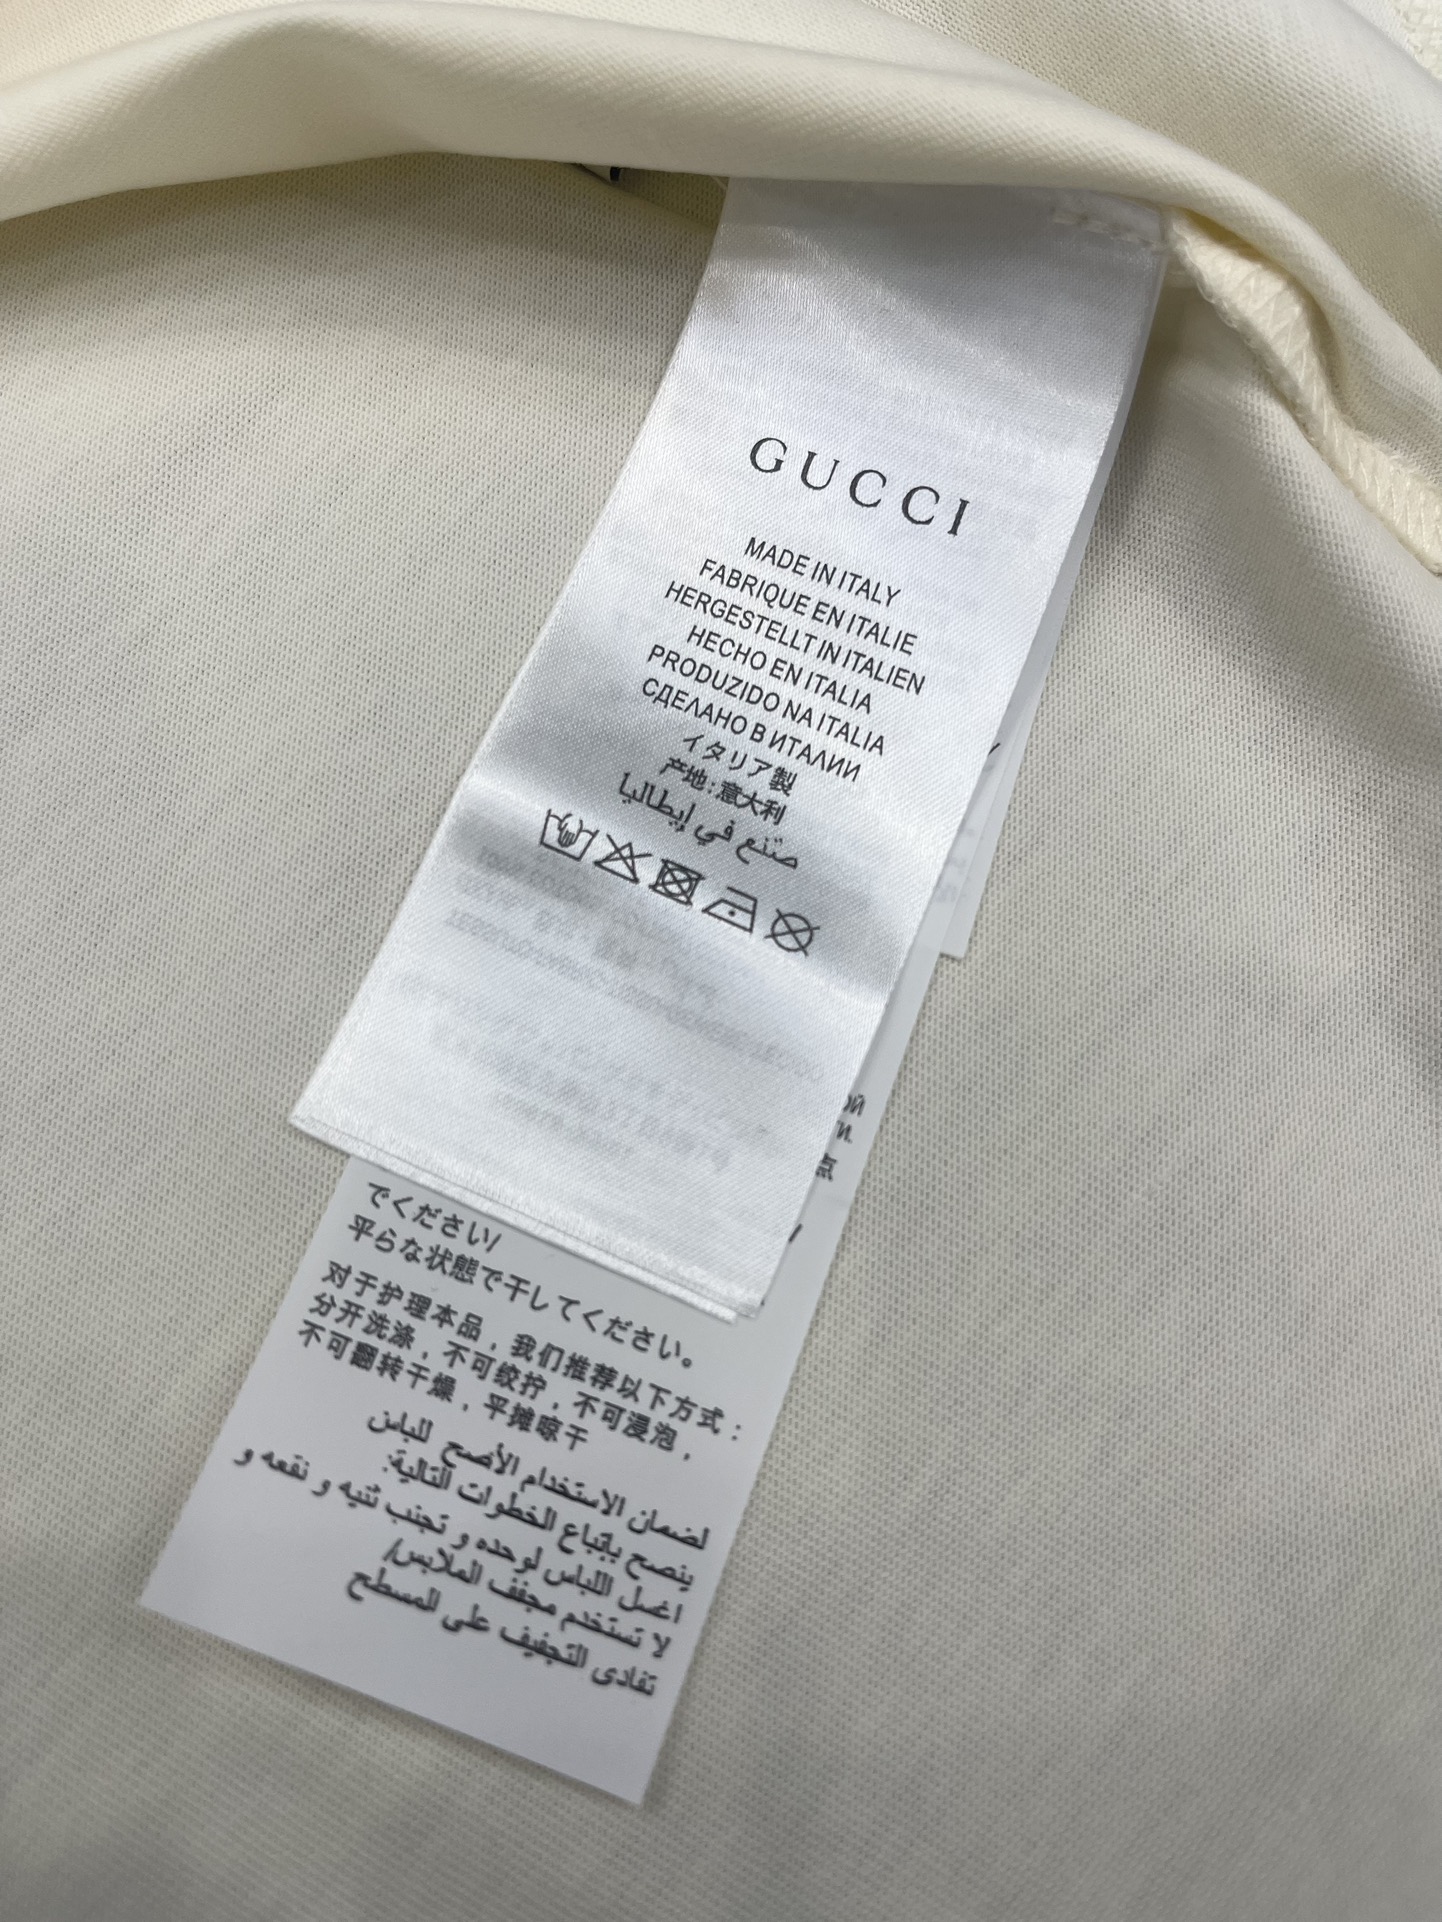 GUCCI
MADE IN ITALY
FABRIQUE EN ITALIE
HERGESTELLT IN ITALIEN
HECHO EN ITALIA
PRODUZIDO NA ITALIA
СДЕЛАНО В ИТАЛИИ
イタリア製
产地:意大利
صنع في إيطاليا
でください/
平らな状態で干してください。
对于护理本品，我们推荐以下方式：
分开洗涤，不可绞拧，不可浸泡，
不可翻转干燥，平摊晾干
لضمان الاستخدام الأصح للباس
ينصح بإتباع الخطوات التالية:
اغسل اللباس لوحده و تجنب ثنيه و نقعه و
لا تستخدم مجفف الملابس/
تفادى التجفيف على المسطح